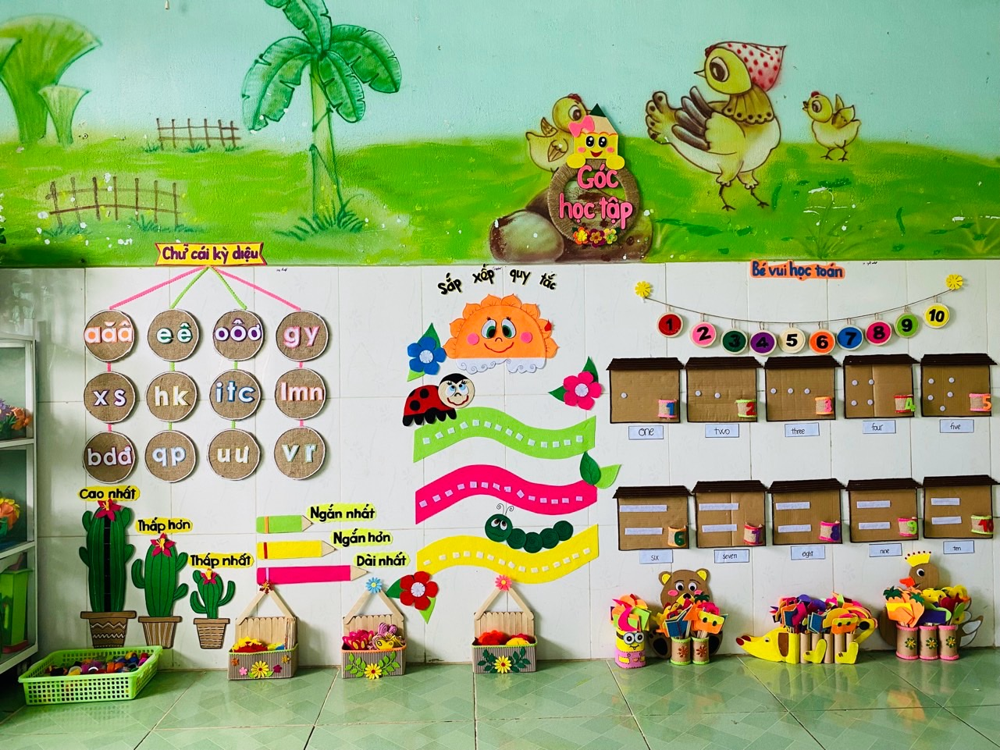 Góc
học tập
Chữ cái kỳ diệu
aăâ
eê
oôơ
gy
xs
hk
itc
lmn
bdđ
qp
uư
vr
Cao nhất
Thấp hơn
Thấp nhất
Ngắn nhất
Ngắn hơn
Dài nhất
Sắp xếp quy tắc
Bé vui học toán
1 2 3 4 5 6 7 8 9 10
1 2 3 4 5
one two three four five
6 7 8 9 10
six seven eight nine ten